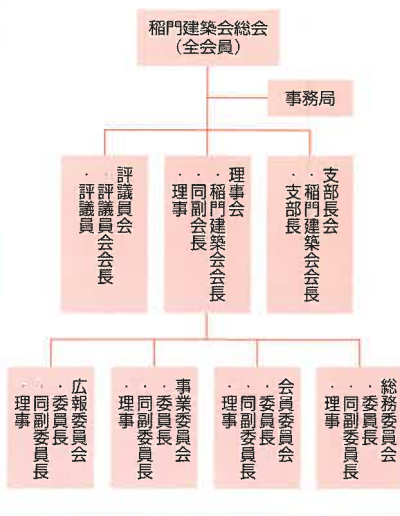 稲門建築会総会
(全会員)
事務局
支部長会
・稲門建築会会長
・支部長
理事会
・稲門建築会会長
・同副会長
・理事
評議員会
・評議員会会長
・評議員
総務委員会
・委員長
・同副委員長
・理事
会員委員会
・委員長
・同副委員長
・理事
事業委員会
・委員長
・同副委員長
・理事
広報委員会
・委員長
・同副委員長
・理事